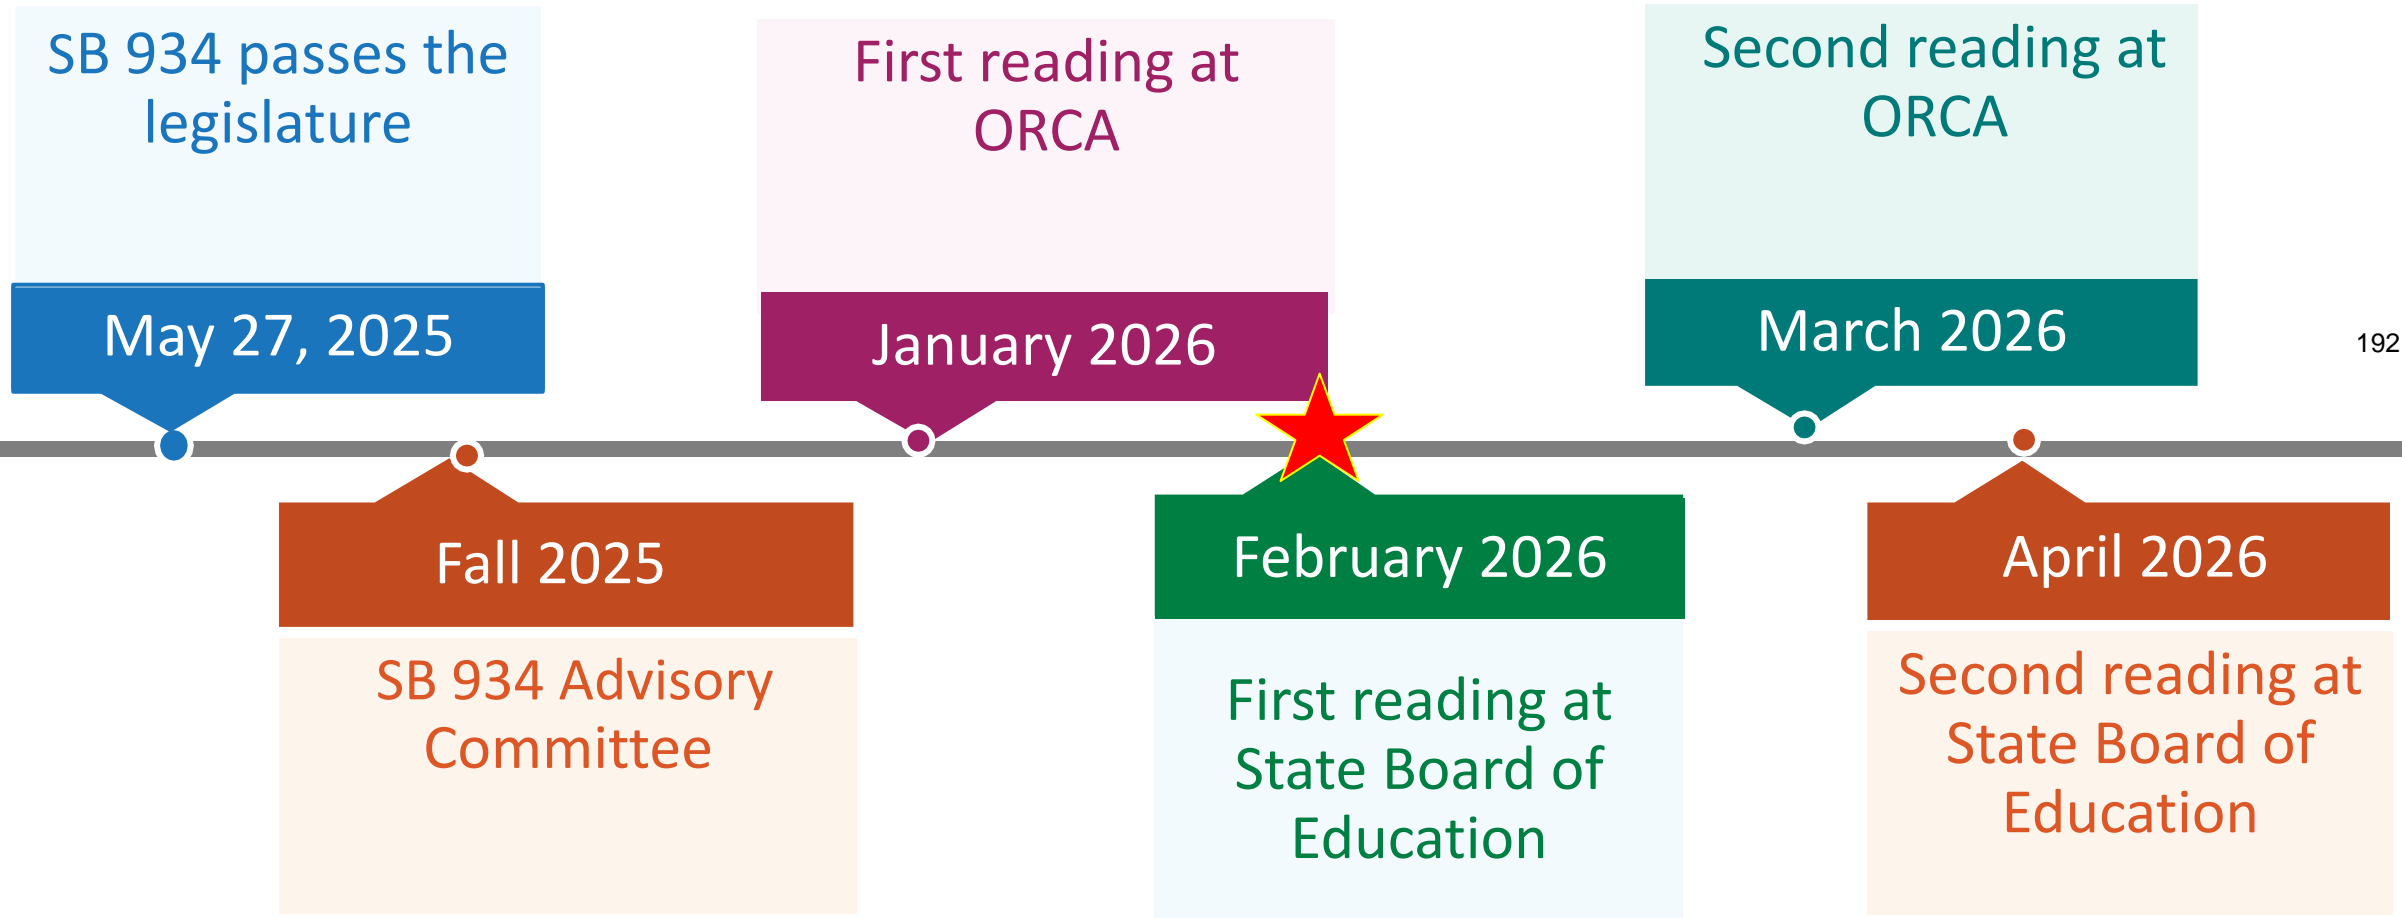 SB 934 passes the
legislature
May 27, 2025
Fall 2025
SB 934 Advisory
Committee
First reading at
ORCA
January 2026
February 2026
First reading at
State Board of
Education
Second reading at
ORCA
March 2026
April 2026
Second reading at
State Board of
Education
192